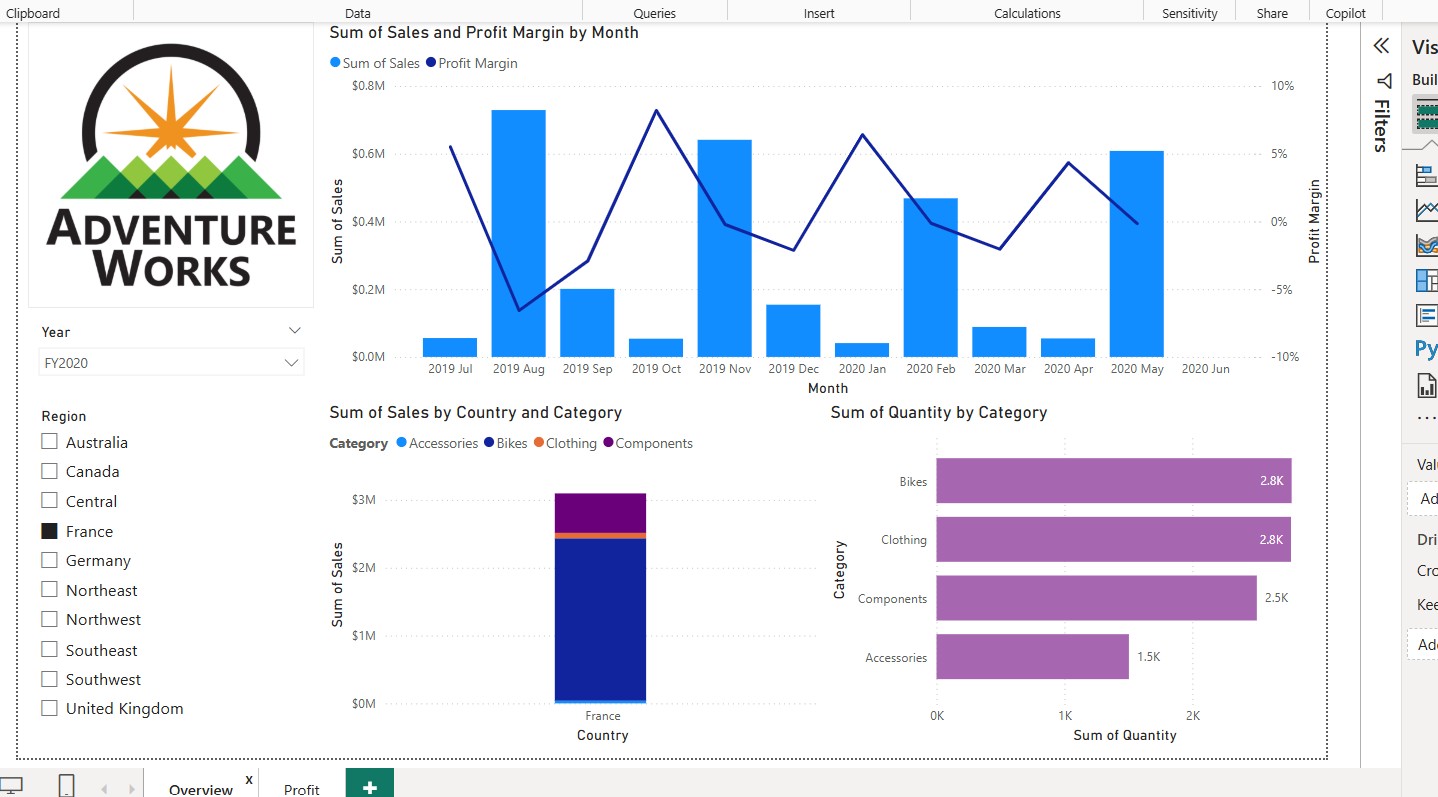 Clipboard Data Queries Insert Calculations Sensitivity Share Copilot
Sum of Sales and Profit Margin by Month
Sum of Sales Profit Margin
$0.8M
$0.6M
$0.4M
$0.2M
$0.0M
Sum of Sales
10%
5%
0%
-5%
-10%
Profit Margin
2019 Jul 2019 Aug 2019 Sep 2019 Oct 2019 Nov 2019 Dec 2020 Jan 2020 Feb 2020 Mar 2020 Apr 2020 May 2020 Jun
Month
ADVENTURE
WORKS
Year
FY2020
Region
Australia
Canada
Central
France
Germany
Northeast
Northwest
Southeast
Southwest
United Kingdom
Sum of Sales by Country and Category
Category Accessories Bikes Clothing Components
$3M
$2M
$1M
$0M
Sum of Sales
France
Country
Sum of Quantity by Category
Category
Bikes 2.8K
Clothing 2.8K
Components 2.5K
Accessories 1.5K
0K 1K 2K
Sum of Quantity
Filters
Vis
Buil
Py
Valu
Ad
Dri
Cro
Kee
Add
Overview x Profit +